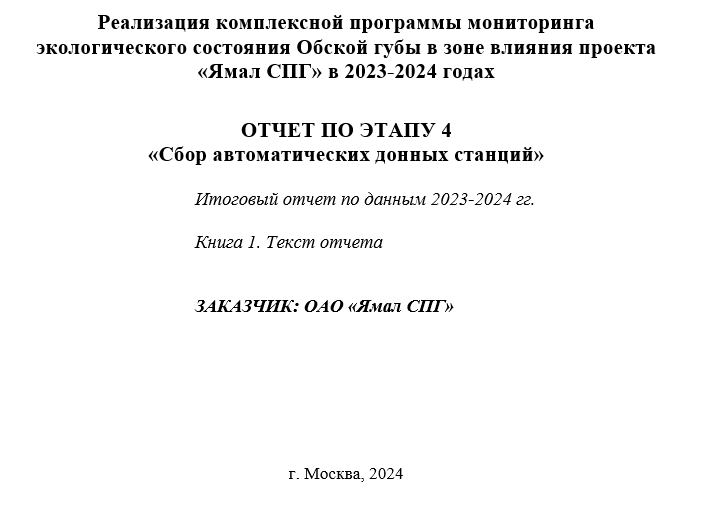 Реализация комплексной программы мониторинга
экологического состояния Обской губы в зоне влияния проекта
«Ямал СПГ» в 2023-2024 годах
ОТЧЕТ ПО ЭТАПУ 4
«Сбор автоматических донных станций»
Итоговый отчет по данным 2023-2024 гг.
Книга 1. Текст отчета
ЗАКАЗЧИК: ОАО «Ямал СПГ»
г. Москва, 2024